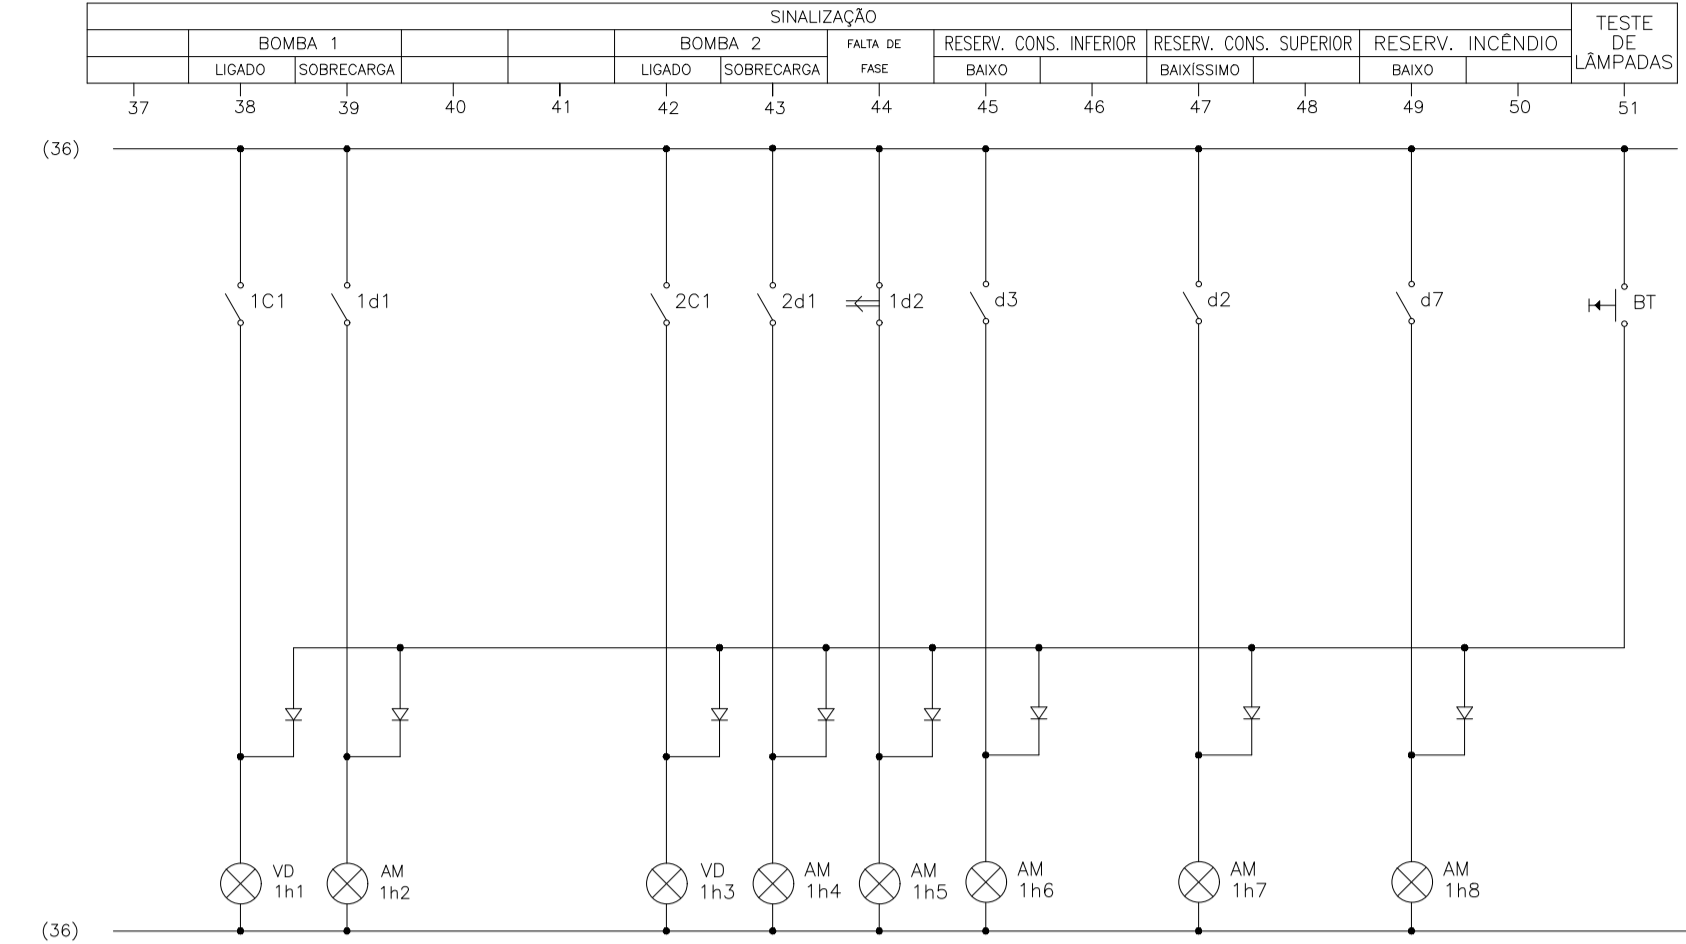 SINALIZAÇÃO
TESTE
DE
LÂMPADAS
BOMBA 1
BOMBA 2
FALTA DE
FASE
RESERV. CONS. INFERIOR
RESERV. CONS. SUPERIOR
RESERV. INCÊNDIO
LIGADO
SOBRECARGA
LIGADO
SOBRECARGA
BAIXO
BAIXÍSSIMO
BAIXO
37 38 39 40 41 42 43 44 45 46 47 48 49 50 51
(36)
1C1
1d1
2C1
2d1
1d2
d3
d2
d7
BT
VD
1h1
AM
1h2
VD
1h3
AM
1h4
AM
1h5
AM
1h6
AM
1h7
AM
1h8
(36)